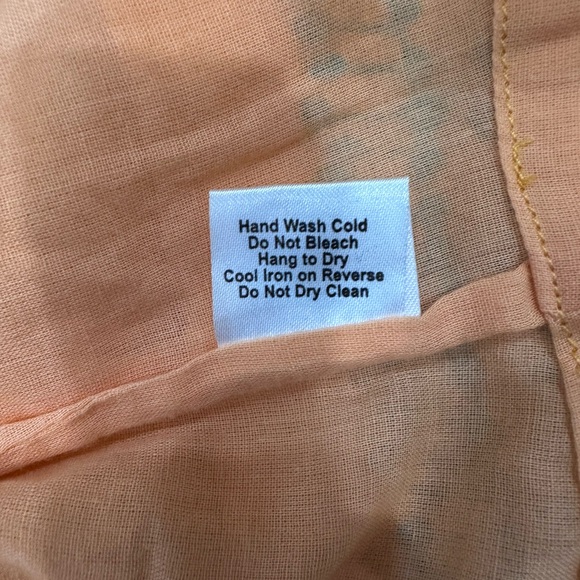 Hand Wash Cold
Do Not Bleach
Hang to Dry
Cool Iron on Reverse
Do Not Dry Clean